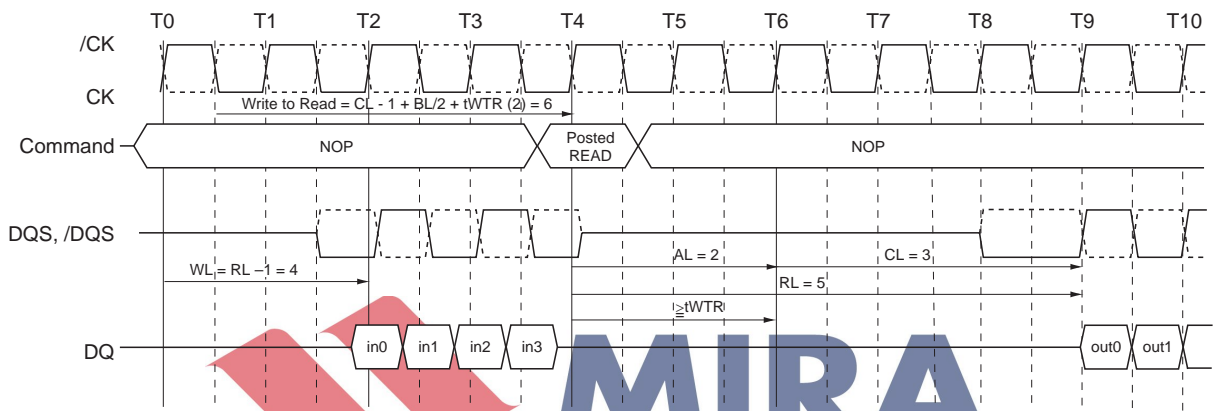 T0 T1 T2 T3 T4 T5 T6 T7 T8 T9 T10
/CK
CK
Write to Read = CL - 1 + BL/2 + tWTR (2) = 6
Command
NOP
Posted
READ
NOP
DQS, /DQS
WL = RL –1 = 4
AL = 2
CL = 3
RL = 5
≧tWTR
DQ
in0 in1 in2 in3
out0 out1
MIRA